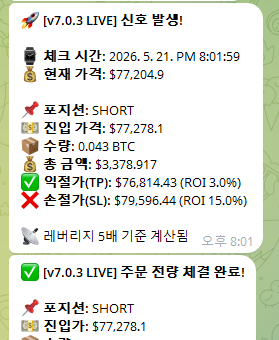 🚀 [v7.0.3 LIVE] 신호 발생!
⌚ 체크 시간: 2026. 5. 21. PM 8:01:59
💰 현재 가격: $77,204.9
📌 포지션: SHORT
💵 진입 가격: $77,278.1
📦 수량: 0.043 BTC
💰 총 금액: $3,378.917
✅ 익절가(TP): $76,814.43 (ROI 3.0%)
❌ 손절가(SL): $79,596.44 (ROI 15.0%)
📡 레버리지 5배 기준 계산됨
오후 8:01
✅ [v7.0.3 LIVE] 주문 전량 체결 완료!
📌 포지션: SHORT
💵 진입가: $77,278.1